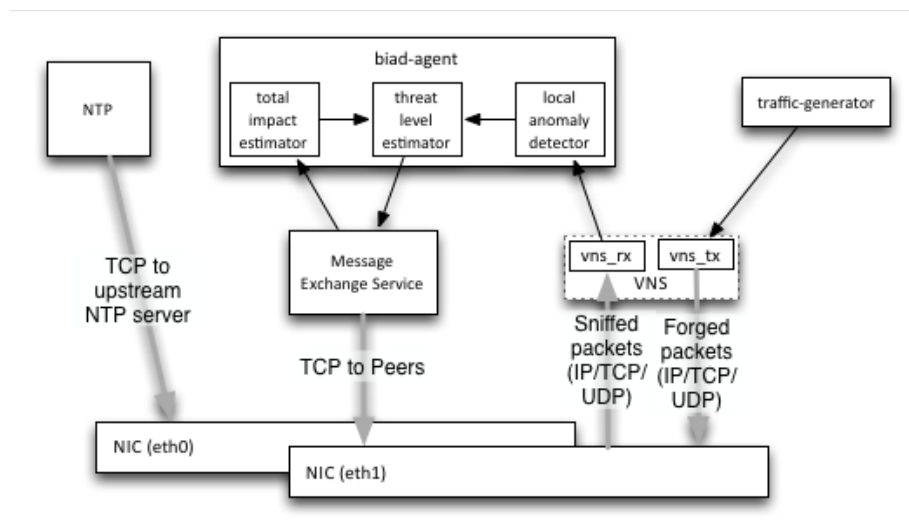 biad-agent
NTP
total
impact
estimator
threat
level
estimator
local
anomaly
detector
traffic-generator
Message
Exchange Service
vns_rx
vns_tx
VNS
TCP to
upstream
NTP server
TCP to Peers
Sniffed
packets
(IP/TCP/
UDP)
Forged
packets
(IP/TCP/
UDP)
NIC (eth0)
NIC (eth1)